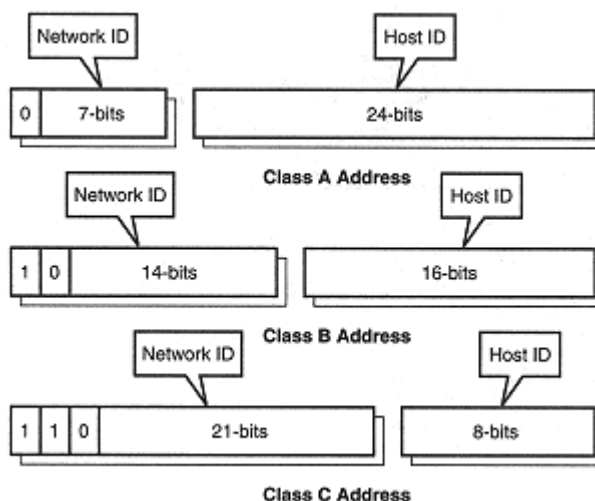 Network ID Host ID
0 7-bits 24-bits
Class A Address
Network ID Host ID
1 0 14-bits 16-bits
Class B Address
Network ID Host ID
1 1 0 21-bits 8-bits
Class C Address